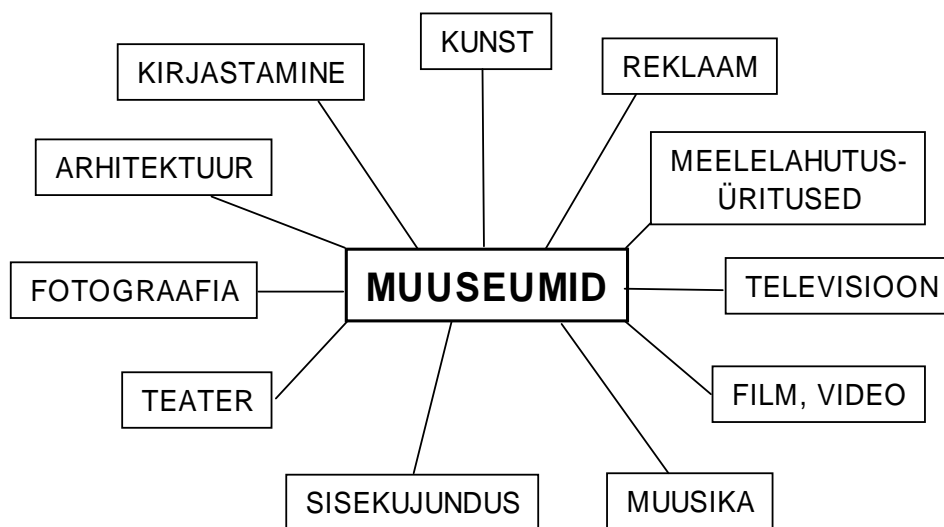 KUNST
KIRJASTAMINE
REKLAAM
ARHITEKTUUR
MEELELAHUTUS-
ÜRITUSED
FOTOGRAAFIA
MUUSEUMID
TELEVISIOON
TEATER
FILM, VIDEO
SISEKUJUNDUS
MUUSIKA